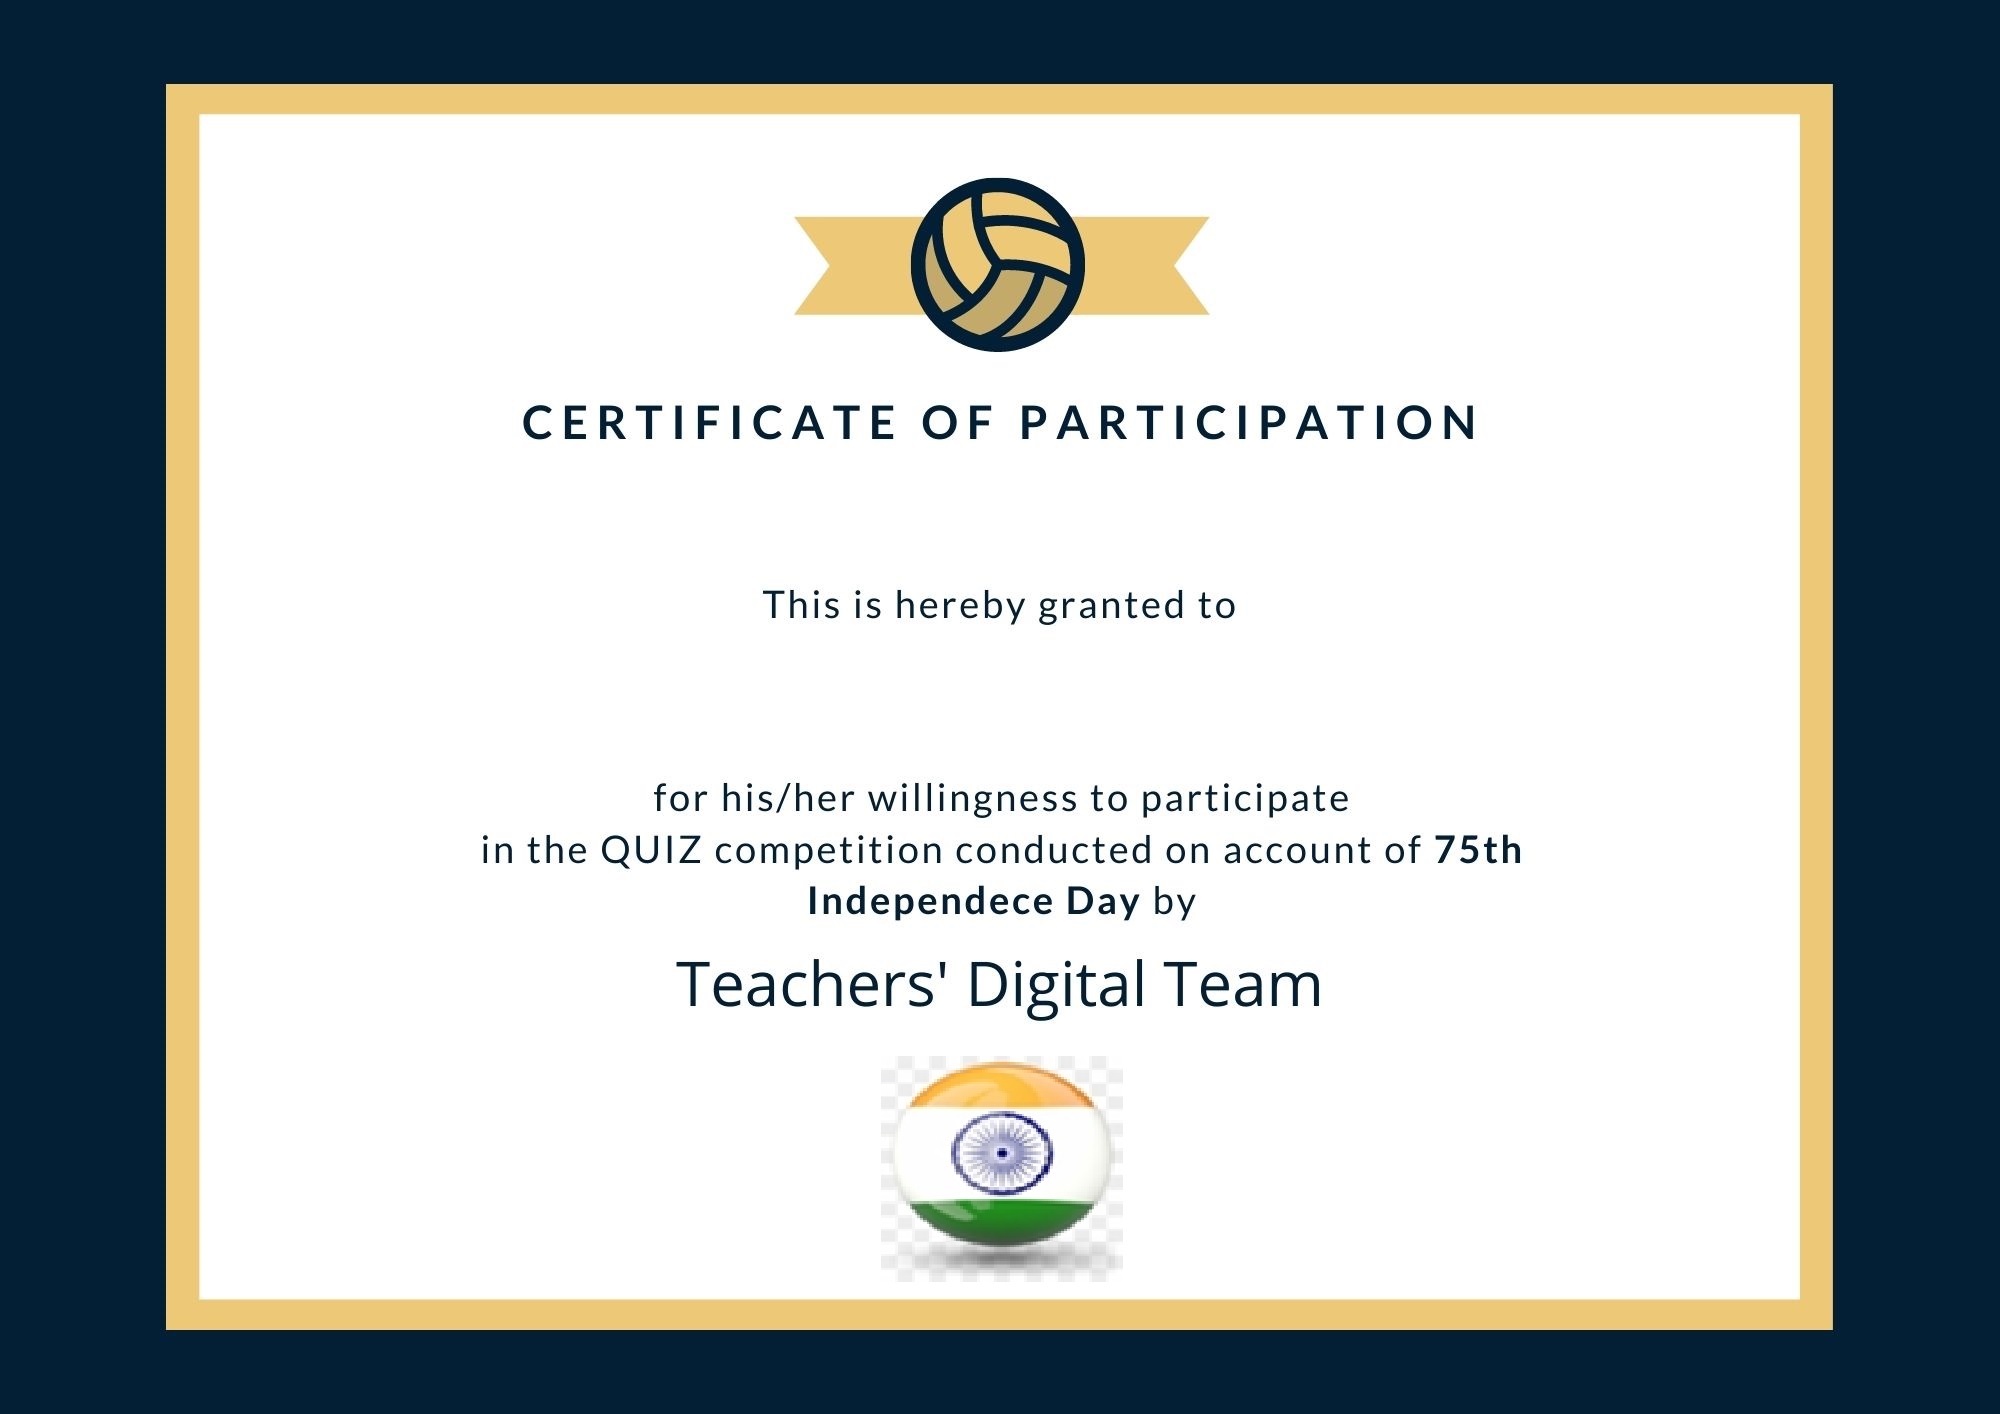 CERTIFICATE OF PARTICIPATION
This is hereby granted to
for his/her willingness to participate
in the QUIZ competition conducted on account of 75th
Independece Day by
Teachers' Digital Team